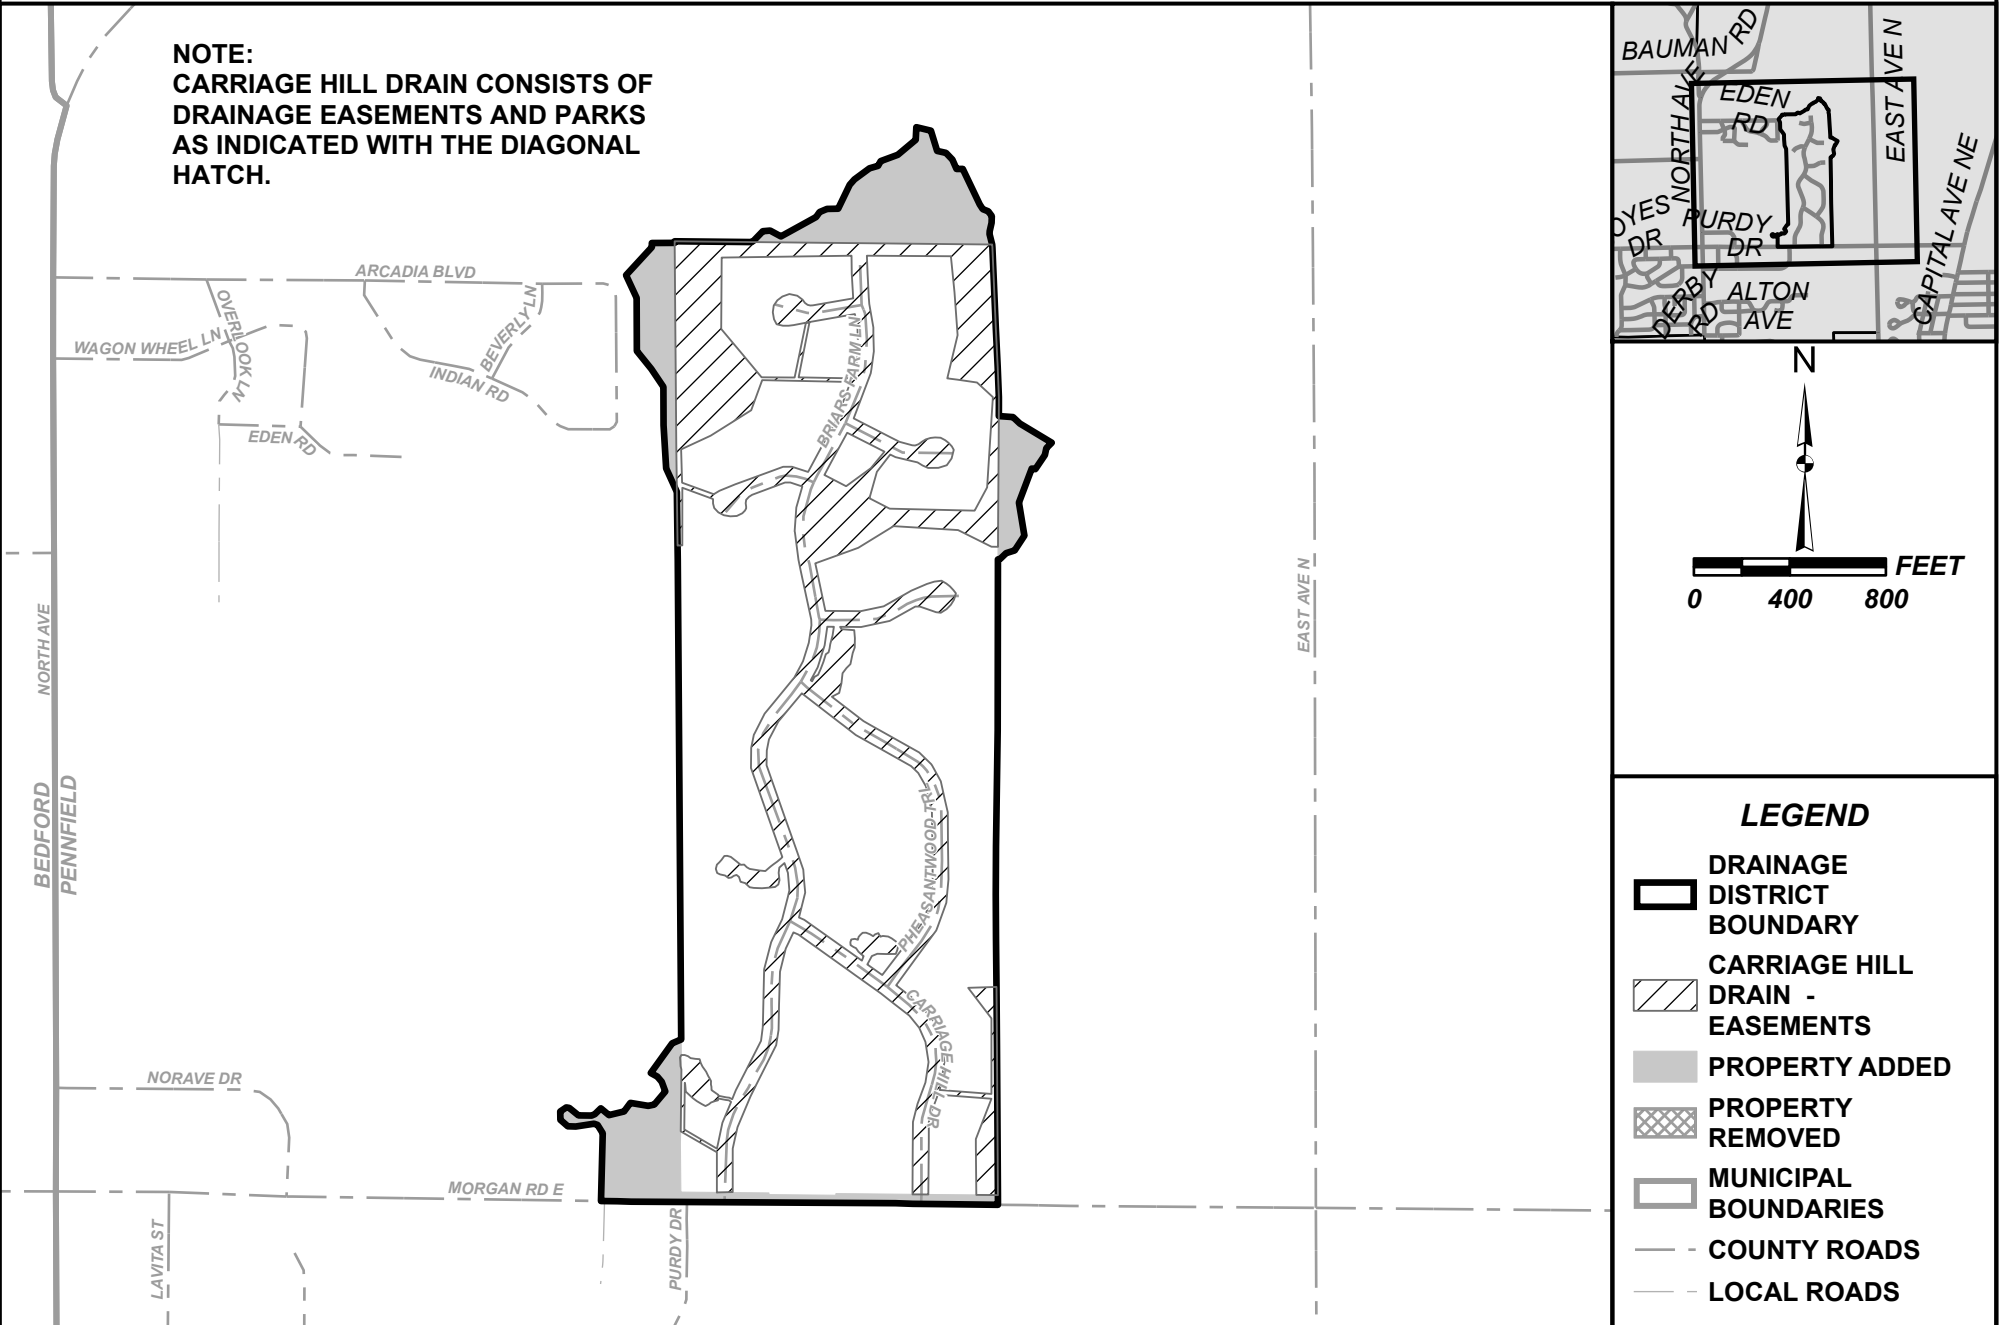 NOTE:
CARRIAGE HILL DRAIN CONSISTS OF
DRAINAGE EASEMENTS AND PARKS
AS INDICATED WITH THE DIAGONAL
HATCH.
ARCADIA BLVD
OVERLOOK LN
WAGON WHEEL LN
BEVERLY LN
INDIAN RD
EDEN RD
BRIARS FARM LN
NORTH AVE
EAST AVE N
BEDFORD
PENNFIELD
PHEASANT WOOD TRL
CARRIAGE HILL DR
NORAVE DR
MORGAN RD E
LAVITA ST
PURDY DR
BAUMAN RD
NORTH AVE
EDEN
RD
EAST AVE N
CAPITAL AVE NE
OYES
DR
PURDY
DR
DERBY
RD
ALTON
AVE
N
FEET
0 400 800
LEGEND
DRAINAGE
DISTRICT
BOUNDARY
CARRIAGE HILL
DRAIN -
EASEMENTS
PROPERTY ADDED
PROPERTY
REMOVED
MUNICIPAL
BOUNDARIES
COUNTY ROADS
LOCAL ROADS